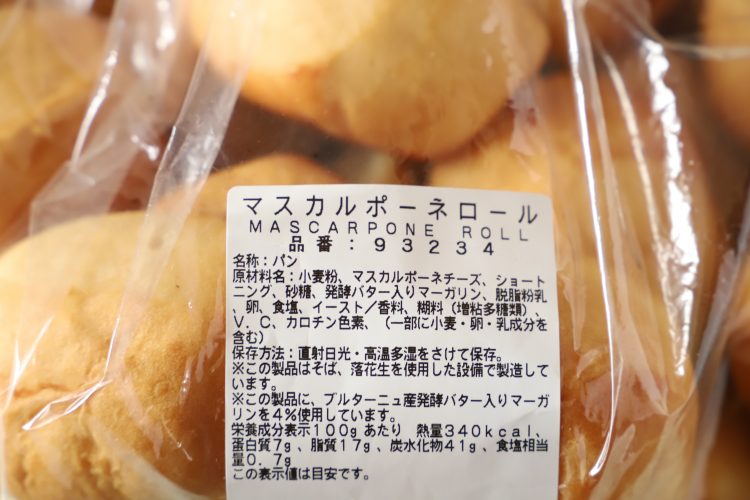 マスカルポーネロール
MASCARPONE ROLL
品番:93234
名称:パン
原材料名:小麦粉、マスカルポーネチーズ、ショート
ニング、砂糖、発酵バター入りマーガリン、脱脂粉乳
、卵、食塩、イースト/香料、糊料(増粘多糖類)、
V.C、カロチン色素、(一部に小麦・卵・乳成分を
含む)
保存方法:直射日光・高温多湿をさけて保存。
※この製品はそば、落花生を使用した設備で製造して
います。
※この製品に、ブルターニュ産発酵バター入りマーガ
リンを4%使用しています。
栄養成分表示100gあたり 熱量340kcal、
蛋白質7g、脂質17g、炭水化物41g、食塩相当
量0.7g
この表示値は目安です。